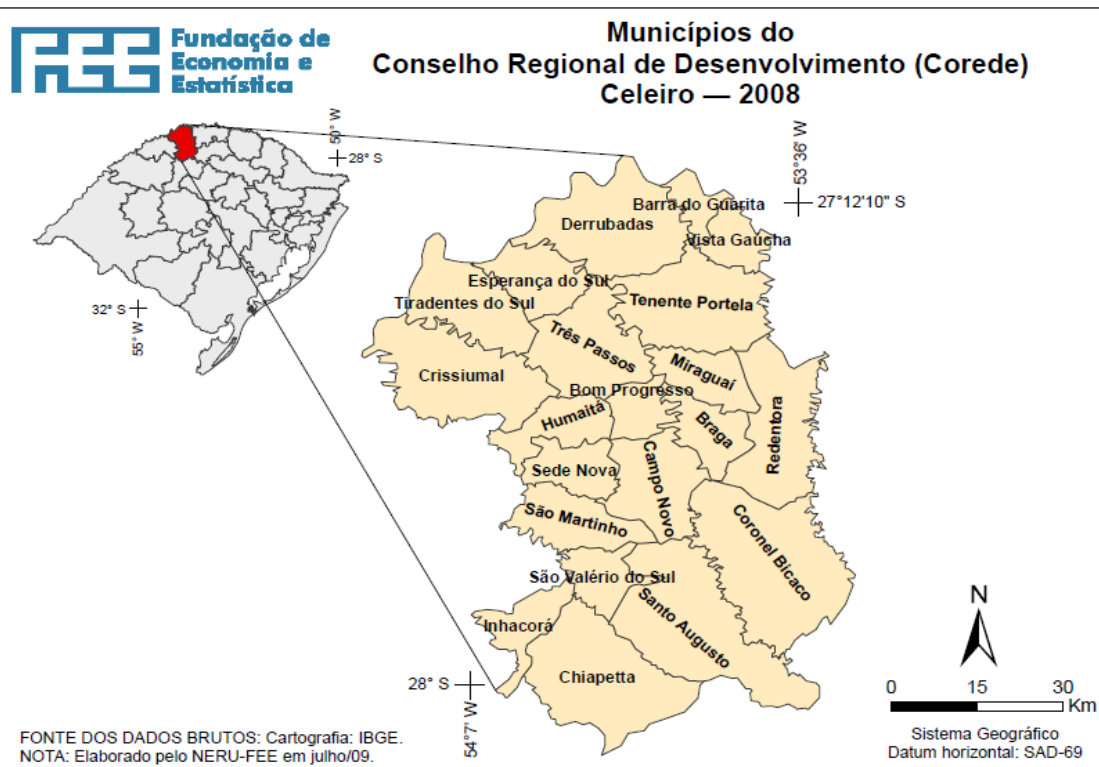 FEE Fundação de
Economia e
Estatística
Municípios do
Conselho Regional de Desenvolvimento (Corede)
Celeiro — 2008
50° W
28° S
32° S
55° W
53°36' W
27°12'10" S
Barra do Guarita
Derrubadas
Vista Gaúcha
Esperança do Sul
Tiradentes do Sul
Tenente Portela
Três Passos
Miraguaí
Crissiumal
Bom Progresso
Humaitá
Braga
Redentora
Sede Nova
Campo Novo
São Martinho
Coronel Bicaco
São Valério do Sul
Santo Augusto
Inhacorá
Chiapetta
28° S
54°7' W
N
0 15 30
Km
Sistema Geográfico
Datum horizontal: SAD-69
FONTE DOS DADOS BRUTOS: Cartografia: IBGE.
NOTA: Elaborado pelo NERU-FEE em julho/09.